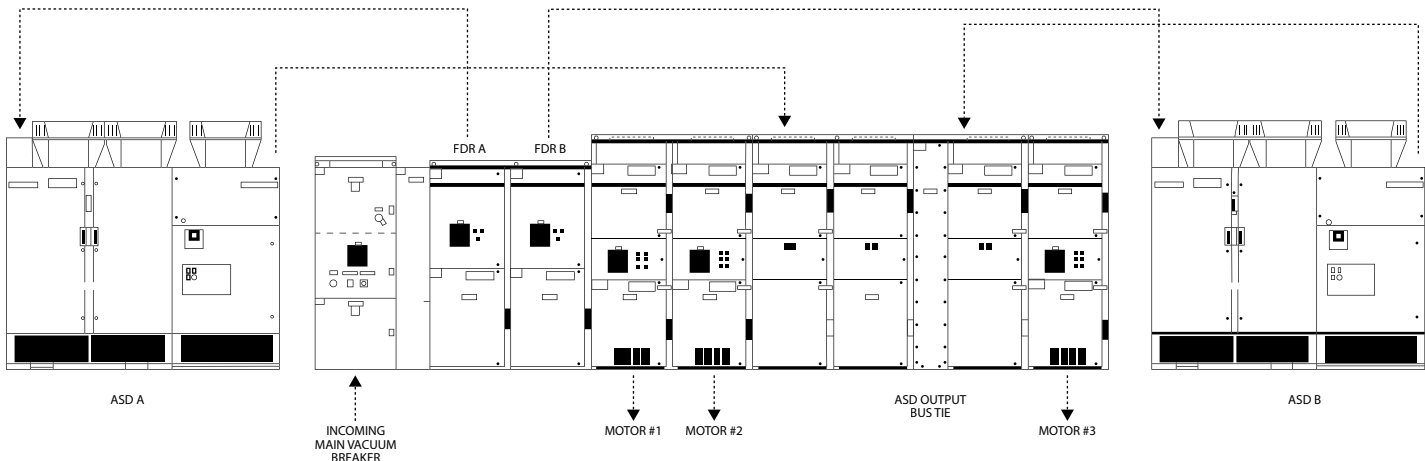 FDR A
FDR B
ASD A
ASD OUTPUT
BUS TIE
ASD B
INCOMING
MAIN VACUUM
BREAKER
MOTOR #1
MOTOR #2
MOTOR #3